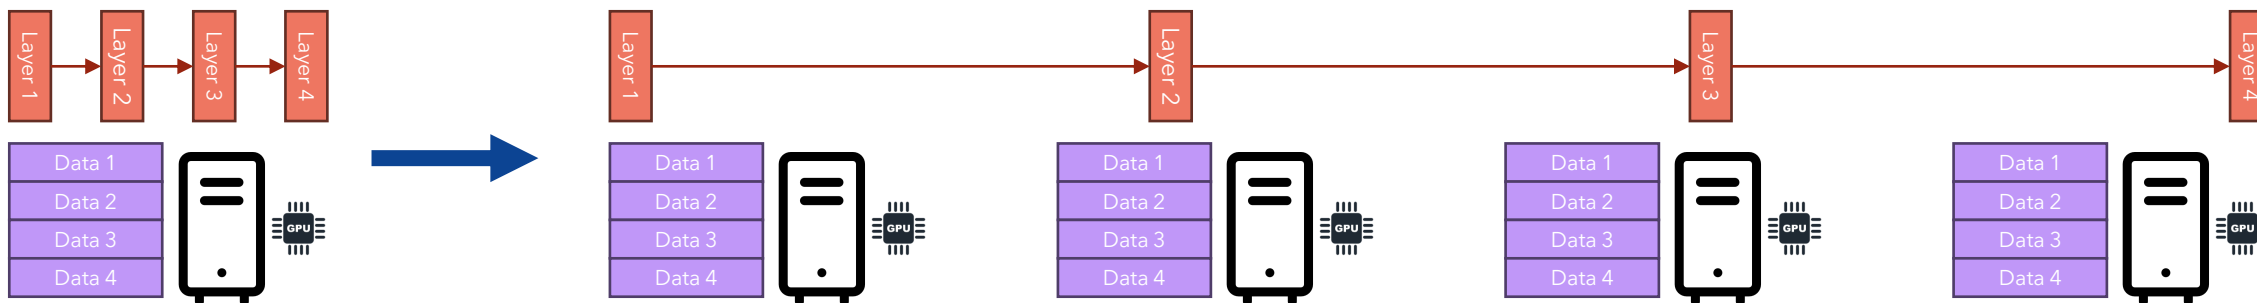 Layer 1
Layer 2
Layer 3
Layer 4
Data 1
Data 2
Data 3
Data 4
GPU
Layer 1
Layer 2
Layer 3
Layer 4
Data 1
Data 2
Data 3
Data 4
GPU
Data 1
Data 2
Data 3
Data 4
GPU
Data 1
Data 2
Data 3
Data 4
GPU
Data 1
Data 2
Data 3
Data 4
GPU